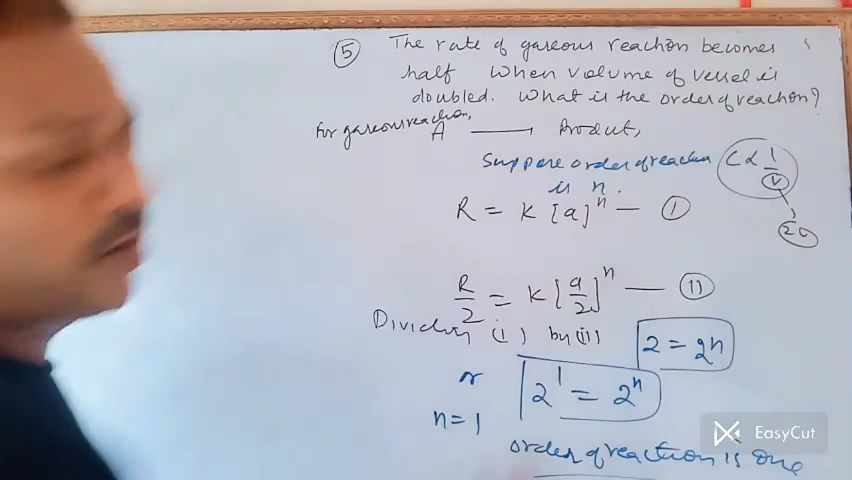 ⑤ The rate of gaseous reaction becomes
half when volume of vessel is
doubled. What is the order of reaction?
For gaseous reaction,
A ⟶ Product,
Suppose order of reaction
is n.
C ∝ 1/V
2V
R = K [a]^n — ①
R/2 = K [a/2]^n — ⑪
Dividing (i) by (ii)
2 = 2^n
or
2^1 = 2^n
n = 1
order of reaction is one
EasyCut